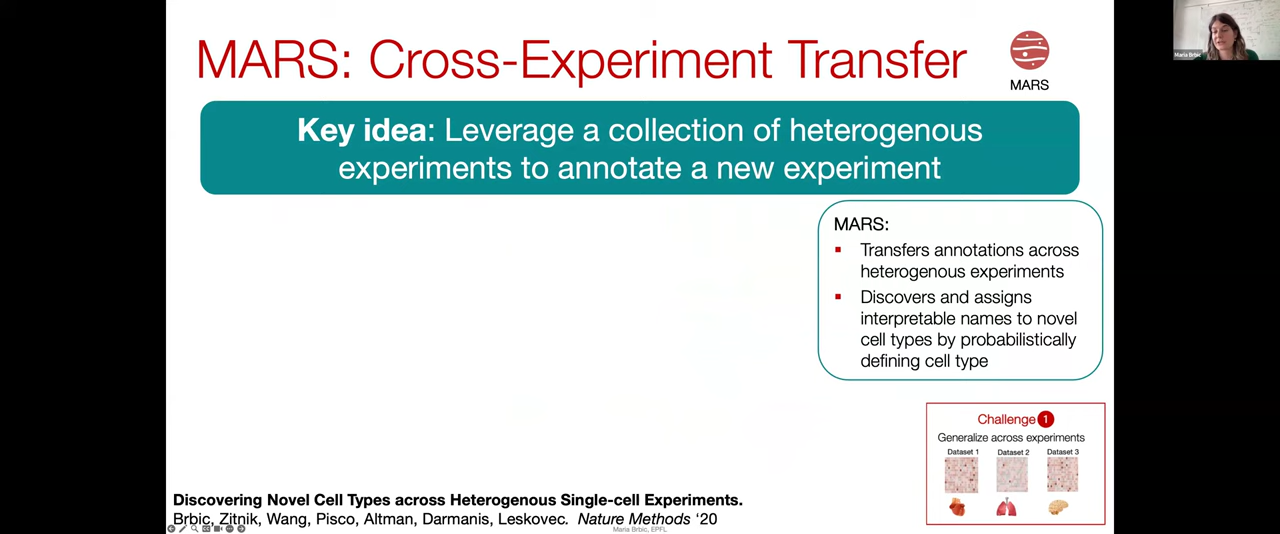 MARS: Cross-Experiment Transfer
MARS
Maria Brbic
Key idea: Leverage a collection of heterogenous
experiments to annotate a new experiment
MARS:
Transfers annotations across
heterogenous experiments
Discovers and assigns
interpretable names to novel
cell types by probabilistically
defining cell type
Challenge 1
Generalize across experiments
Dataset 1 Dataset 2 Dataset 3
Discovering Novel Cell Types across Heterogenous Single-cell Experiments.
Brbic, Zitnik, Wang, Pisco, Altman, Darmanis, Leskovec. Nature Methods ‘20
Maria Brbic, EPFL